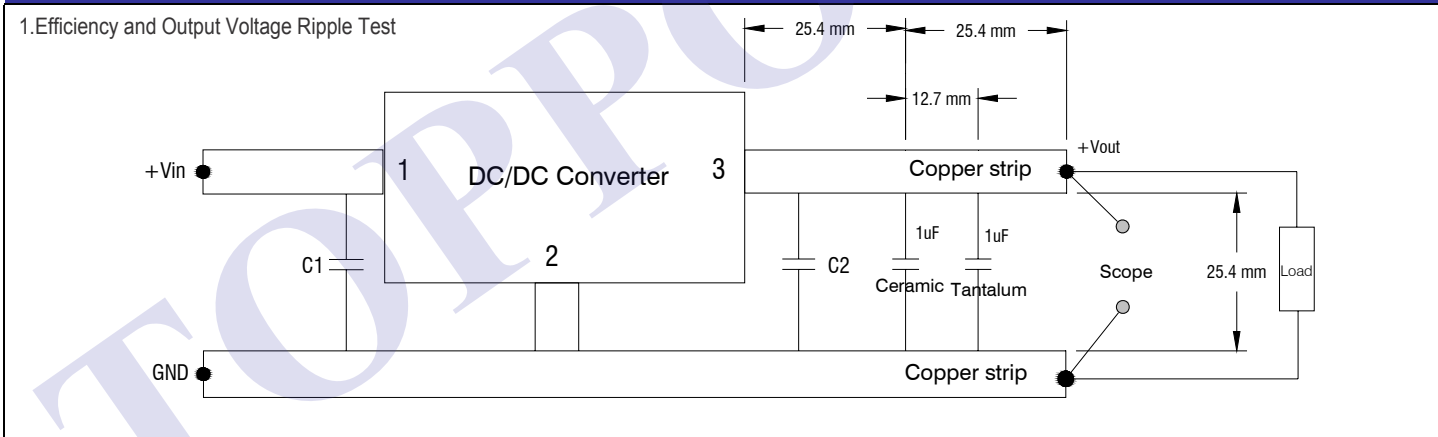 1.Efficiency and Output Voltage Ripple Test
25.4 mm
25.4 mm
12.7 mm
+Vin
1
DC/DC Converter
3
Copper strip
+Vout
C1
2
C2
1uF
Ceramic
1uF
Tantalum
Scope
25.4 mm
Load
GND
Copper strip
TOPPO